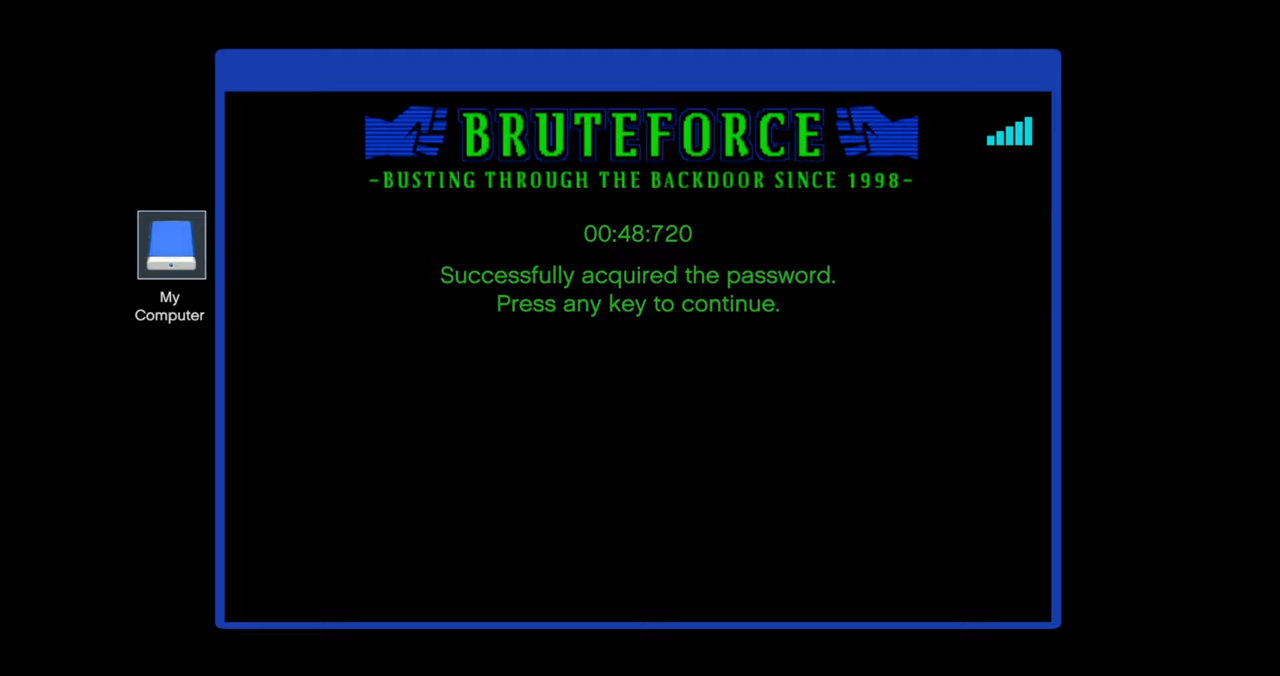 BRUTEFORCE
-BUSTING THROUGH THE BACKDOOR SINCE 1998-
00:48:720
Successfully acquired the password.
Press any key to continue.
My
Computer